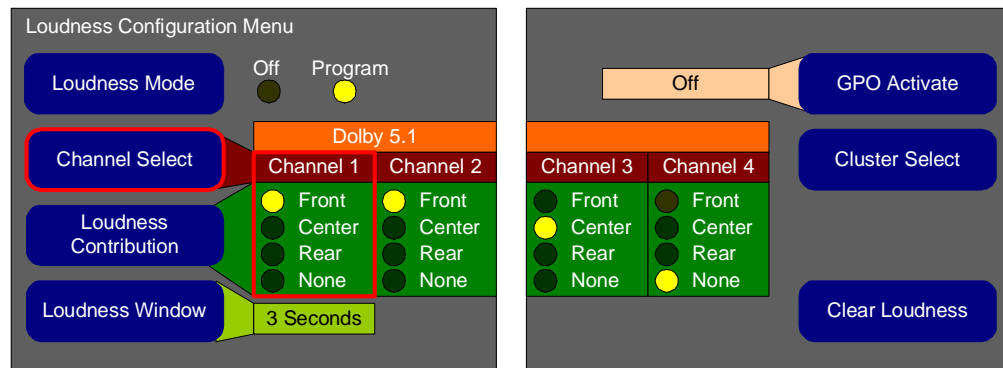 Loudness Configuration Menu
Loudness Mode
Off Program
Off
GPO Activate
Dolby 5.1
Channel Select
Channel 1 Channel 2
Channel 3 Channel 4
Cluster Select
Loudness
Contribution
Front Front
Center Center
Rear Rear
None None
Front Front
Center Center
Rear Rear
None None
Loudness Window
3 Seconds
Clear Loudness